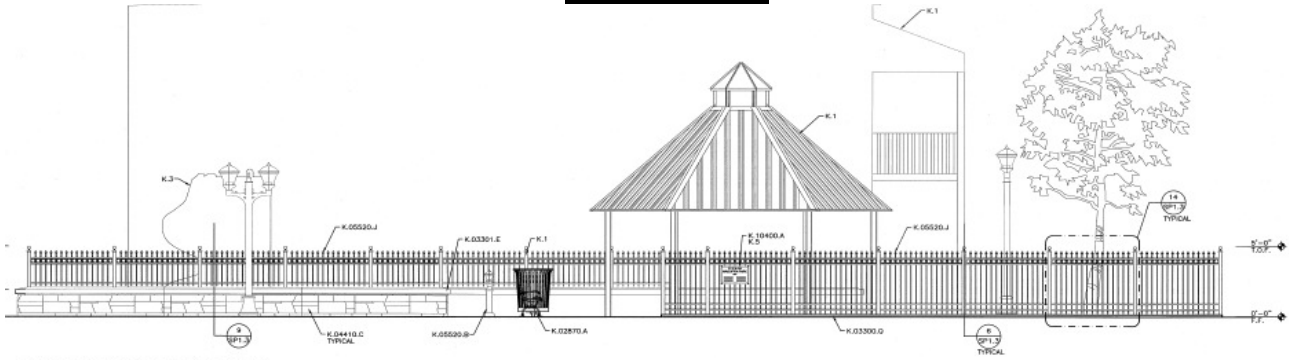 K.1
K.1
K.3
14
SP1.3
TYPICAL
K.05520.J
K.03301.E
K.1
K.10400.A
K.5
K.05520.J
5'-0"
T.O.F.
9
SP1.3
K.04410.C
TYPICAL
K.05520.B
K.02870.A
K.03300.Q
6
SP1.3
TYPICAL
0'-0"
F.F.